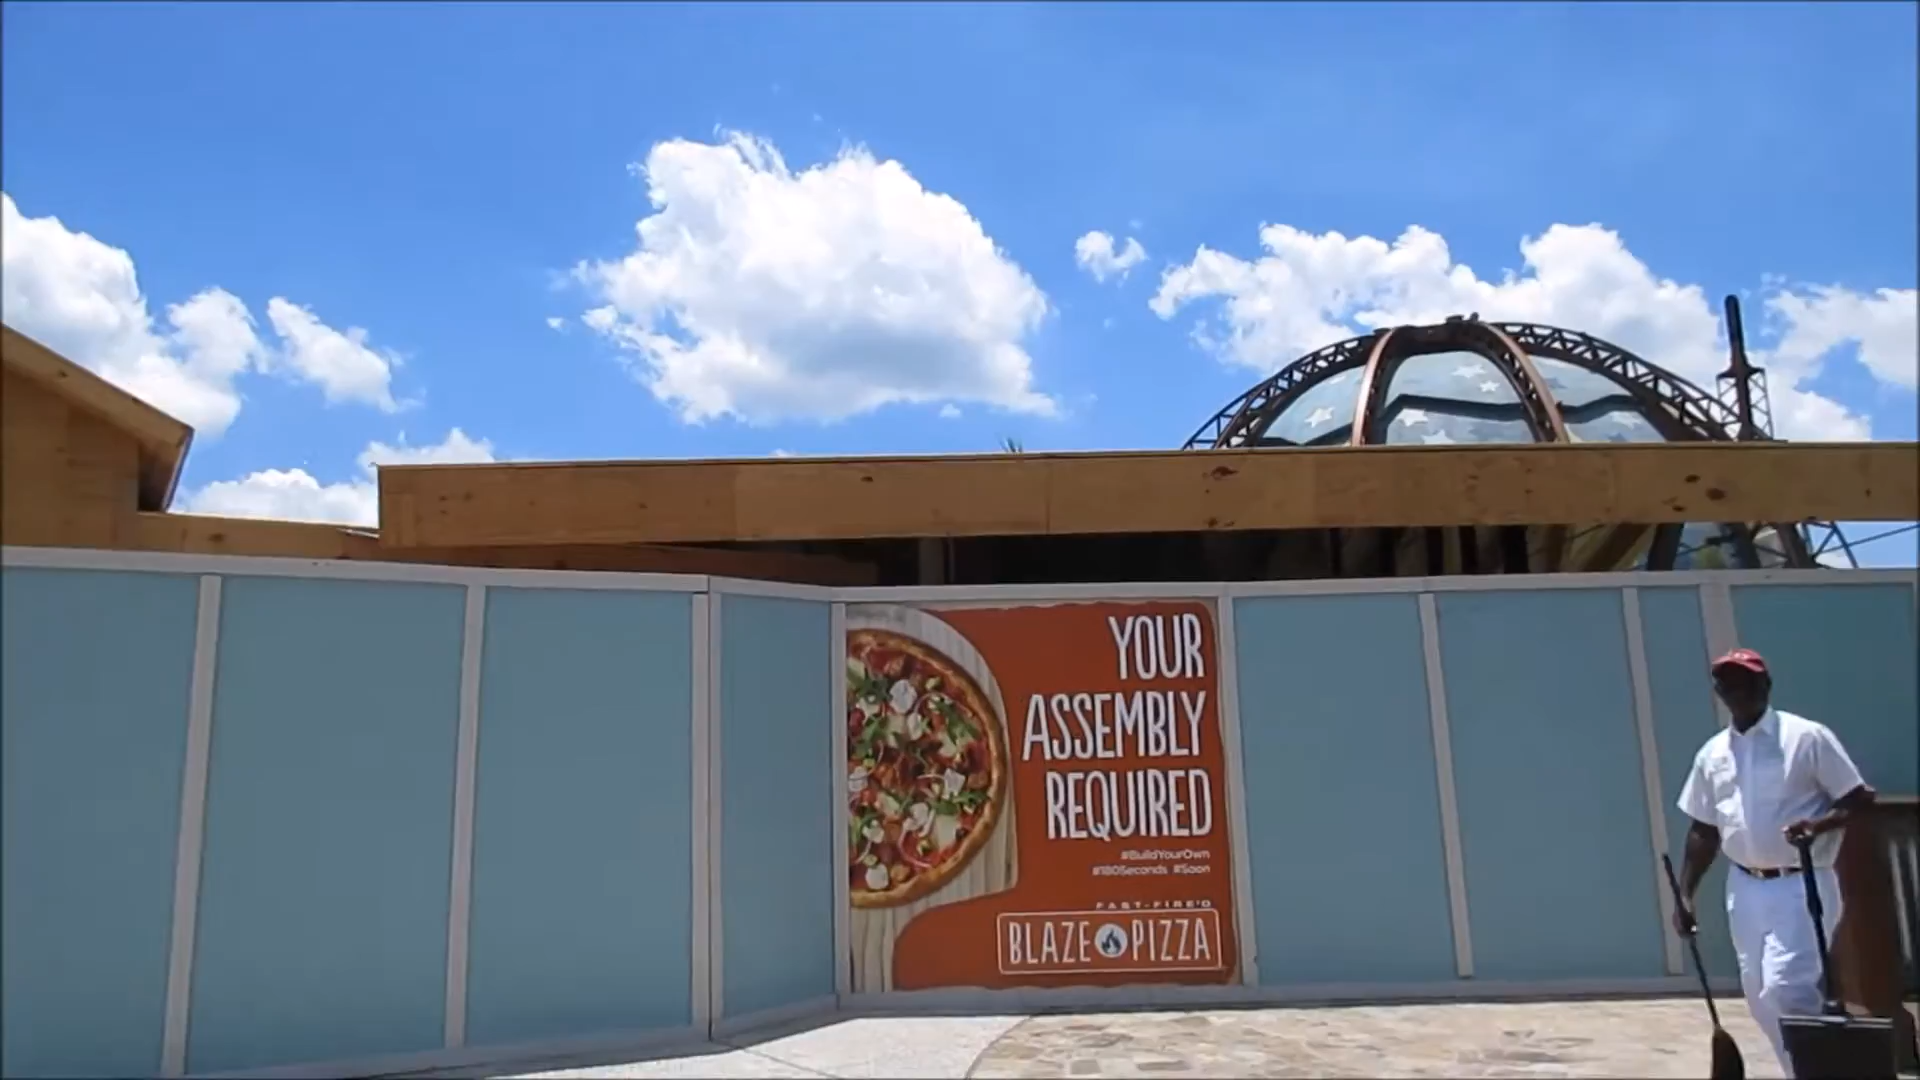 YOUR
ASSEMBLY
REQUIRED
#BuildYourOwn
#180Seconds #Soon
FAST-FIRE'D
BLAZE PIZZA